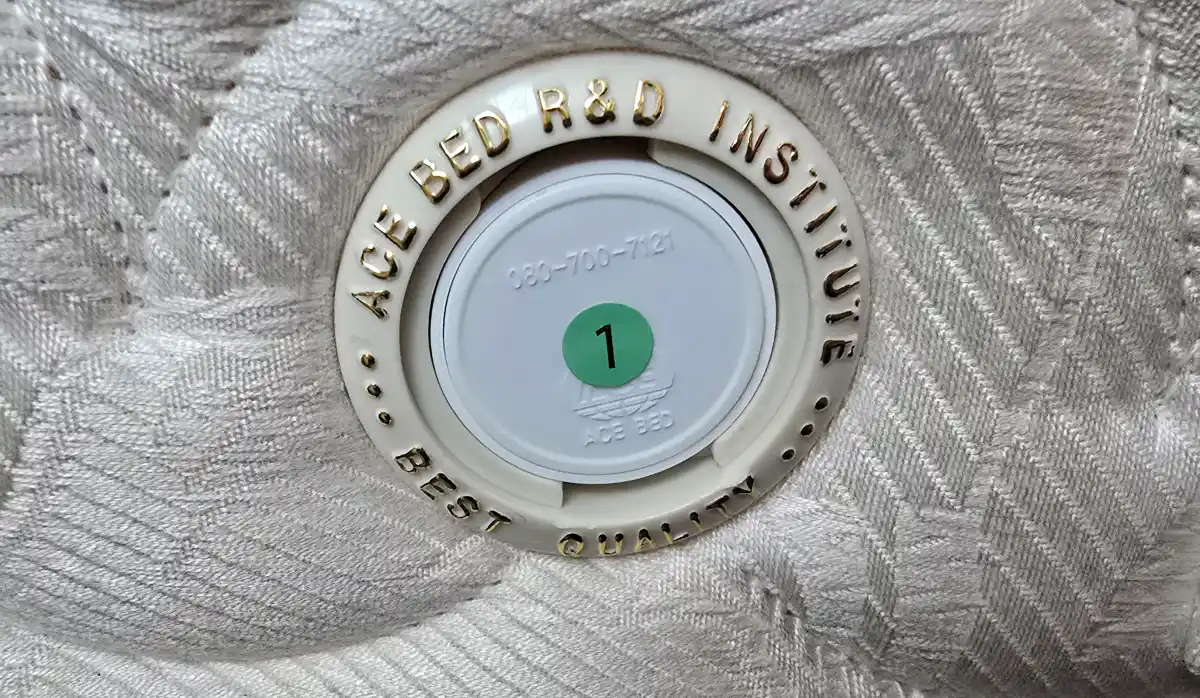 ACE BED R&D INSTITUTE
080-700-7121
1
ACE BED
BEST QUALITY